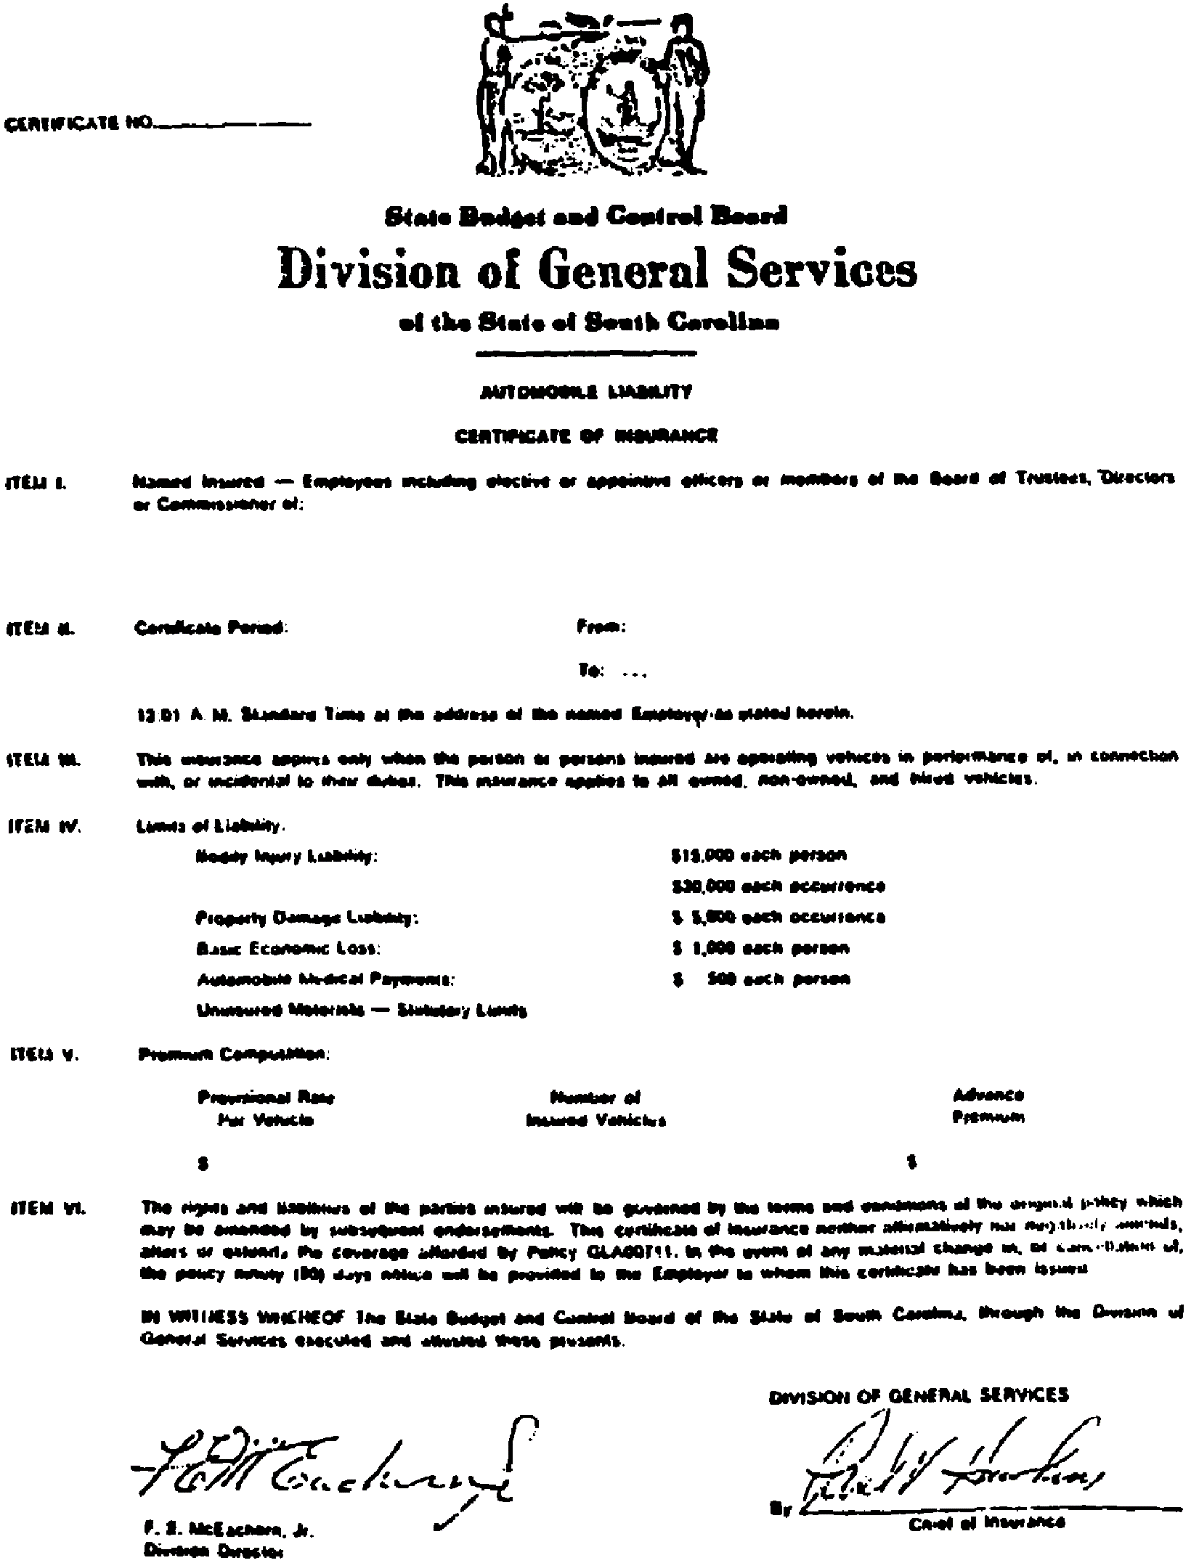 CERTIFICATE NO.
State Budget and Control Board
Division of General Services
of the State of South Carolina
AUTOMOBILE LIABILITY
CERTIFICATE OF INSURANCE
ITEM I. Named Insured — Employees including elective or appointive officers or members of the Board of Trustees, Directors
or Commissioner of:
ITEM II. Certificate Period: From:
To: ...
12:01 A.M. Standard Time at the address of the named Employer as stated herein.
ITEM III. This insurance applies only when the person or persons insured are operating vehicles in performance of, in connection
with, or incidental to their duties. This insurance applies to all owned, non-owned, and hired vehicles.
ITEM IV. Limits of Liability.
Bodily Injury Liability: $15,000 each person
$30,000 each occurrence
Property Damage Liability: $ 5,000 each occurrence
Basic Economic Loss: $ 1,000 each person
Automobile Medical Payments: $ 500 each person
Uninsured Motorists — Statutory Limits
ITEM V. Premium Computation:
Provisional Rate Number of Advance
Per Vehicle Insured Vehicles Premium
$ $
ITEM VI. The rights and liabilities of the parties insured will be governed by the terms and conditions of the original policy which
may be amended by subsequent endorsements. This certificate of insurance neither affirmatively nor negatively amends,
alters or extends the coverage afforded by Policy GLA00711. In the event of any material change in, or cancellation of,
the policy ninety (90) days notice will be provided to the Employer to whom this certificate has been issued
IN WITNESS WHEREOF The State Budget and Control Board of the State of South Carolina, through the Division of
General Services executed and attested these presents.
DIVISION OF GENERAL SERVICES
By
Chief of Insurance
F. E. McEachern, Jr.
Division Director